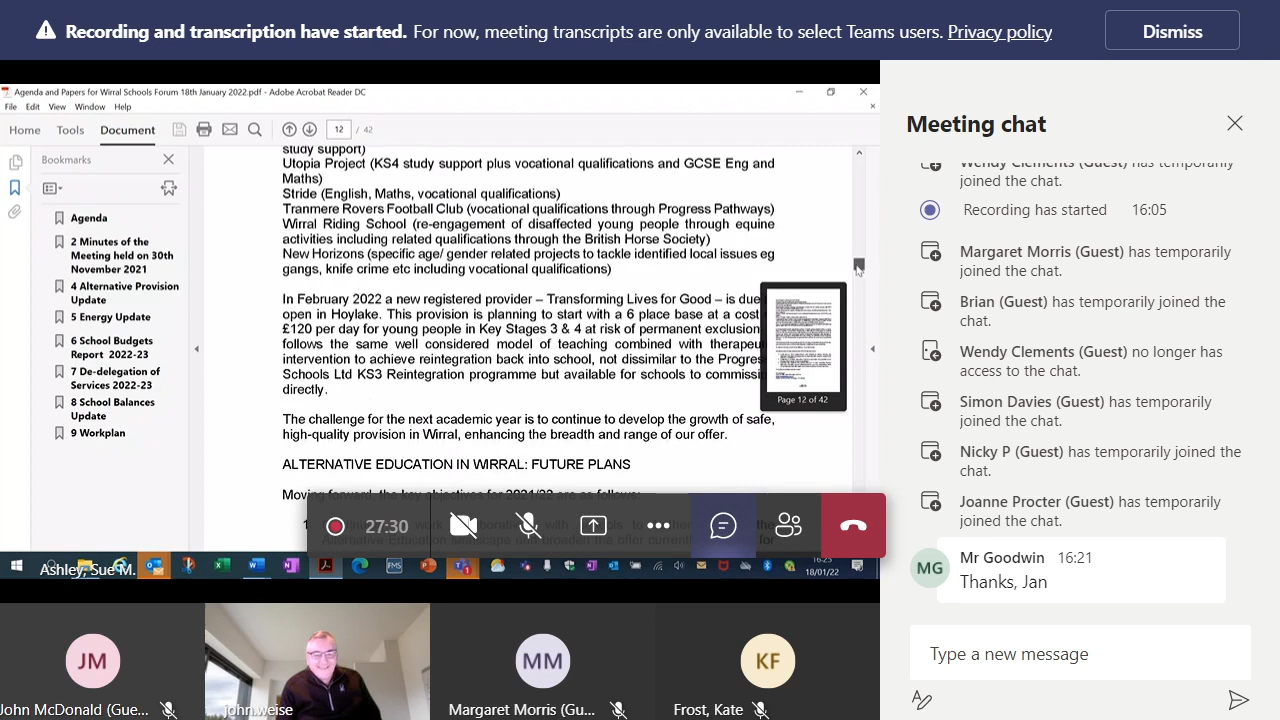 Recording and transcription have started. For now, meeting transcripts are only available to select Teams users. Privacy policy
Dismiss
Agenda and Papers for Wirral Schools Forum 18th January 2022.pdf - Adobe Acrobat Reader DC
File Edit View Window Help
Home Tools Document 12 / 42
Bookmarks
Agenda
2 Minutes of the
Meeting held on 30th
November 2021
4 Alternative Provision
Update
5 Energy Update
6 School Budgets
Report 2022-23
7 De-delegation of
Services 2022-23
8 School Balances
Update
9 Workplan
study support)
Utopia Project (KS4 study support plus vocational qualifications and GCSE Eng and
Maths)
Stride (English, Maths, vocational qualifications)
Tranmere Rovers Football Club (vocational qualifications through Progress Pathways)
Wirral Riding School (re-engagement of disaffected young people through equine
activities including related qualifications through the British Horse Society)
New Horizons (specific age/ gender related projects to tackle identified local issues eg
gangs, knife crime etc including vocational qualifications)
In February 2022 a new registered provider – Transforming Lives for Good – is due
open in Hoylake. This provision is planning to start with a 6 place base at a cost
£120 per day for young people in Key Stages 3 & 4 at risk of permanent exclusion
follows the same well considered model of teaching combined with therapeu
intervention to achieve reintegration back into school, not dissimilar to the Progres
Schools Ltd KS3 Reintegration programme but available for schools to commissi
directly.
The challenge for the next academic year is to continue to develop the growth of safe,
high-quality provision in Wirral, enhancing the breadth and range of our offer.
ALTERNATIVE EDUCATION IN WIRRAL: FUTURE PLANS
Moving forward, the key objectives for 2021/22 are as follows:
Page 12 of 42
27:30
Ashley, Sue M.
16:25
18/01/22
John McDonald (Gue...
JM
john.weise
MM
Margaret Morris (Gu...
KF
Frost, Kate
Meeting chat
Wendy Clements (Guest) has temporarily
joined the chat.
Recording has started 16:05
Margaret Morris (Guest) has temporarily
joined the chat.
Brian (Guest) has temporarily joined the
chat.
Wendy Clements (Guest) no longer has
access to the chat.
Simon Davies (Guest) has temporarily
joined the chat.
Nicky P (Guest) has temporarily joined the
chat.
Joanne Procter (Guest) has temporarily
joined the chat.
MG
Mr Goodwin 16:21
Thanks, Jan
Type a new message